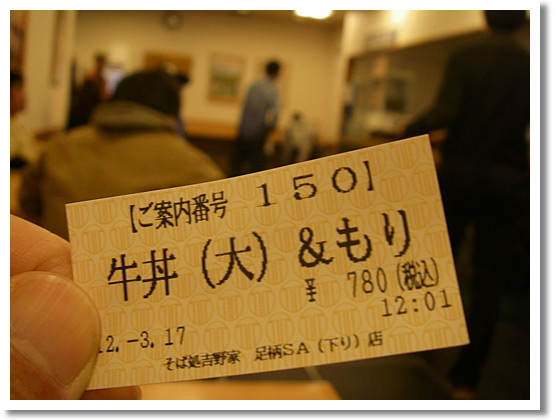 【ご案内番号 150】
牛丼(大)&もり
¥ 780(税込)
12:01
12.-3.17
そば処吉野家 足柄SA(下り)店